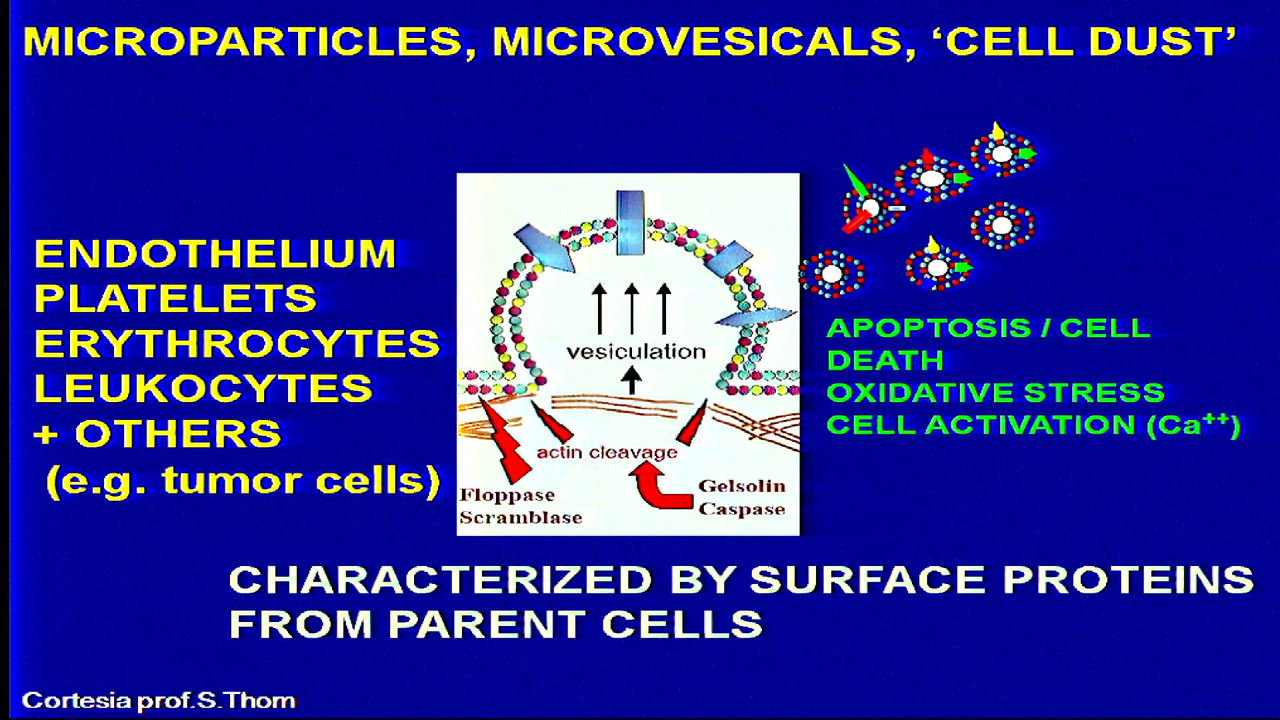 MICROPARTICLES, MICROVESICALS, ‘CELL DUST’
ENDOTHELIUM
PLATELETS
ERYTHROCYTES
LEUKOCYTES
+ OTHERS
(e.g. tumor cells)
vesiculation
actin cleavage
Floppase
Scramblase
Gelsolin
Caspase
APOPTOSIS / CELL
DEATH
OXIDATIVE STRESS
CELL ACTIVATION (Ca⁺⁺)
CHARACTERIZED BY SURFACE PROTEINS
FROM PARENT CELLS
Cortesia prof.S.Thom